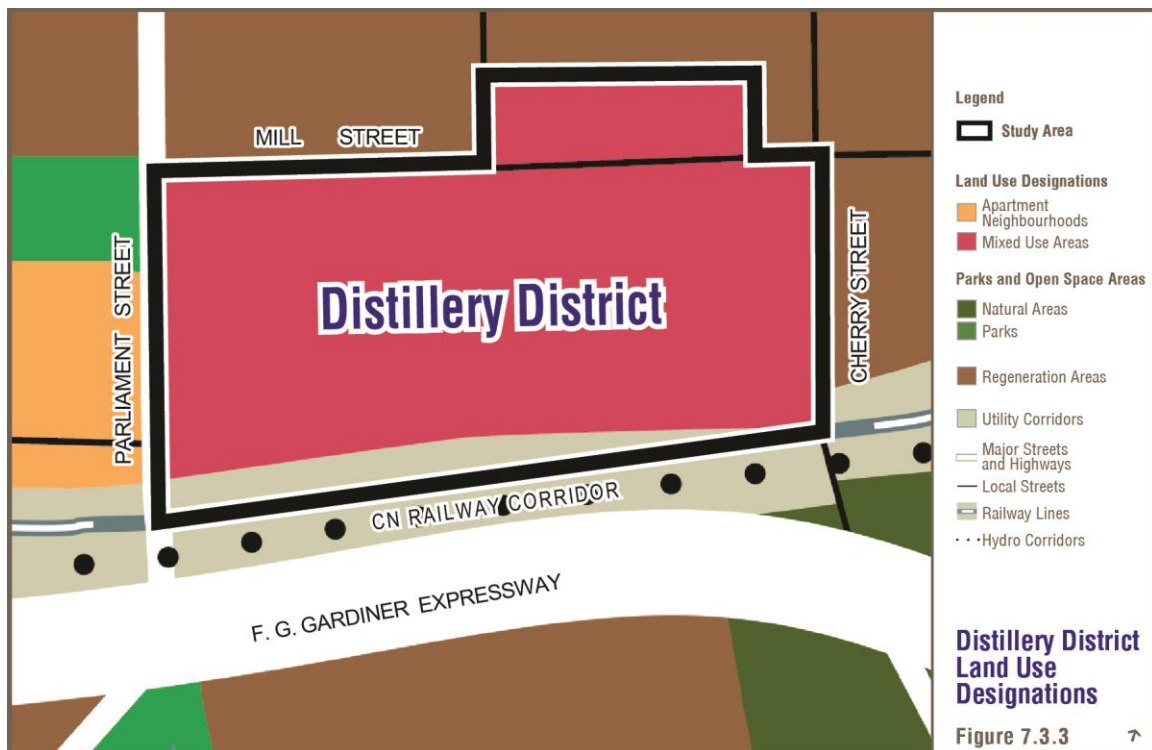 MILL STREET
PARLIAMENT STREET
Distillery District
CHERRY STREET
CN RAILWAY CORRIDOR
F. G. GARDINER EXPRESSWAY
Legend
Study Area
Land Use Designations
Apartment
Neighbourhoods
Mixed Use Areas
Parks and Open Space Areas
Natural Areas
Parks
Regeneration Areas
Utility Corridors
Major Streets
and Highways
Local Streets
Railway Lines
Hydro Corridors
Distillery District
Land Use
Designations
Figure 7.3.3